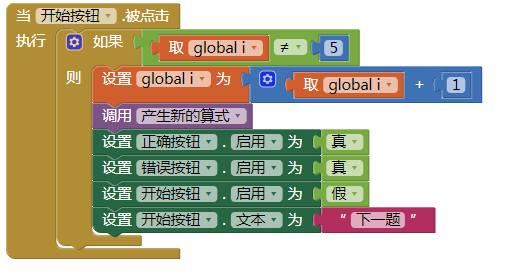 当 开始按钮 .被点击
执行 如果 取 global i ≠ 5
则 设置 global i 为 取 global i + 1
调用 产生新的算式
设置 正确按钮 . 启用 为 真
设置 错误按钮 . 启用 为 真
设置 开始按钮 . 启用 为 假
设置 开始按钮 . 文本 为 “ 下一题 ”